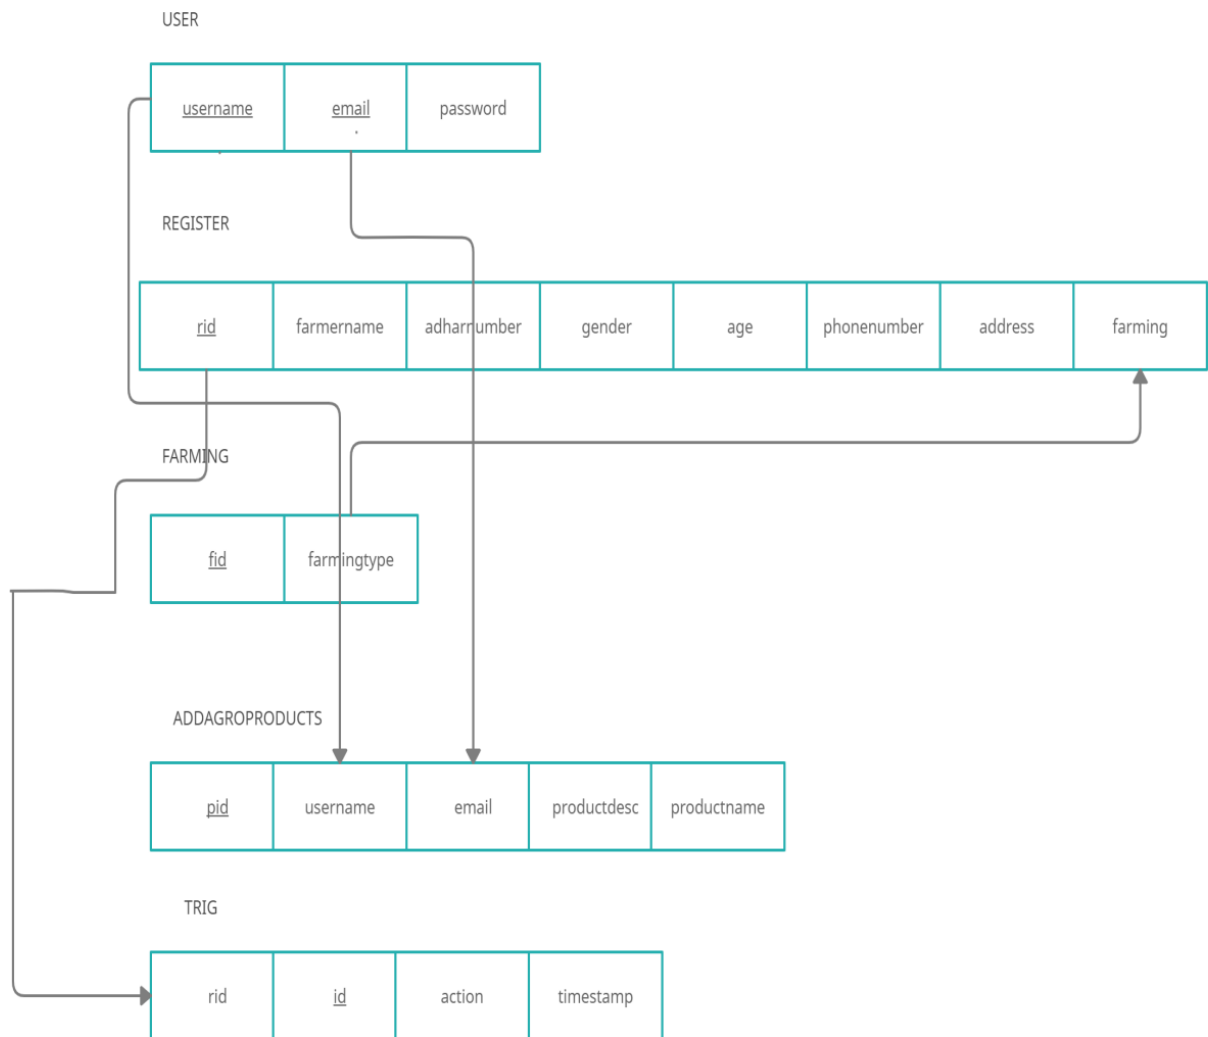 USER
username email password
REGISTER
rid farmername adharnumber gender age phonenumber address farming
FARMING
fid farmingtype
ADDAGROPRODUCTS
pid username email productdesc productname
TRIG
rid id action timestamp